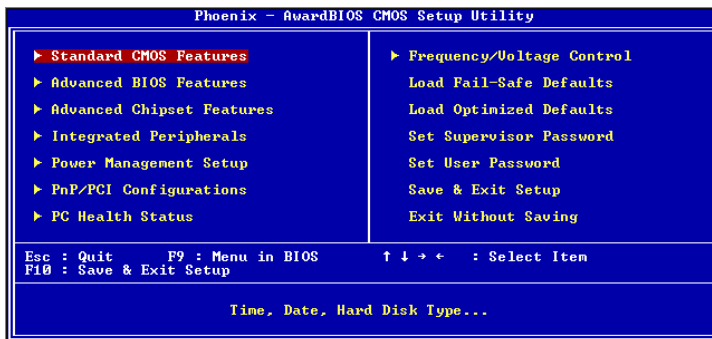 Phoenix - AwardBIOS CMOS Setup Utility
► Standard CMOS Features
► Advanced BIOS Features
► Advanced Chipset Features
► Integrated Peripherals
► Power Management Setup
► PnP/PCI Configurations
► PC Health Status
► Frequency/Voltage Control
Load Fail-Safe Defaults
Load Optimized Defaults
Set Supervisor Password
Set User Password
Save & Exit Setup
Exit Without Saving
Esc : Quit F9 : Menu in BIOS ↑ ↓ → ← : Select Item
F10 : Save & Exit Setup
Time, Date, Hard Disk Type...